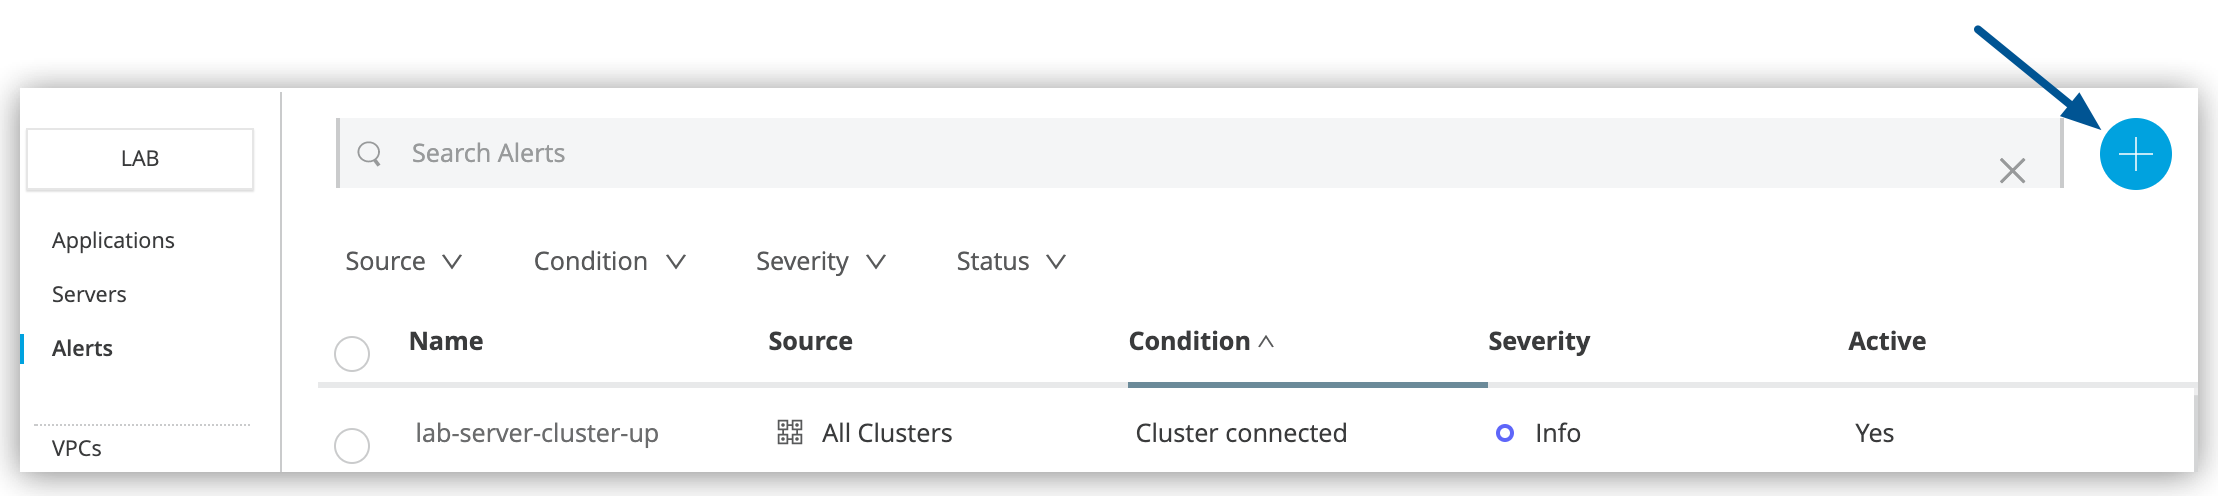 LAB
Applications
Servers
Alerts
VPCs
Search Alerts
Source Condition Severity Status
Name Source Condition Severity Active
lab-server-cluster-up All Clusters Cluster connected Info Yes